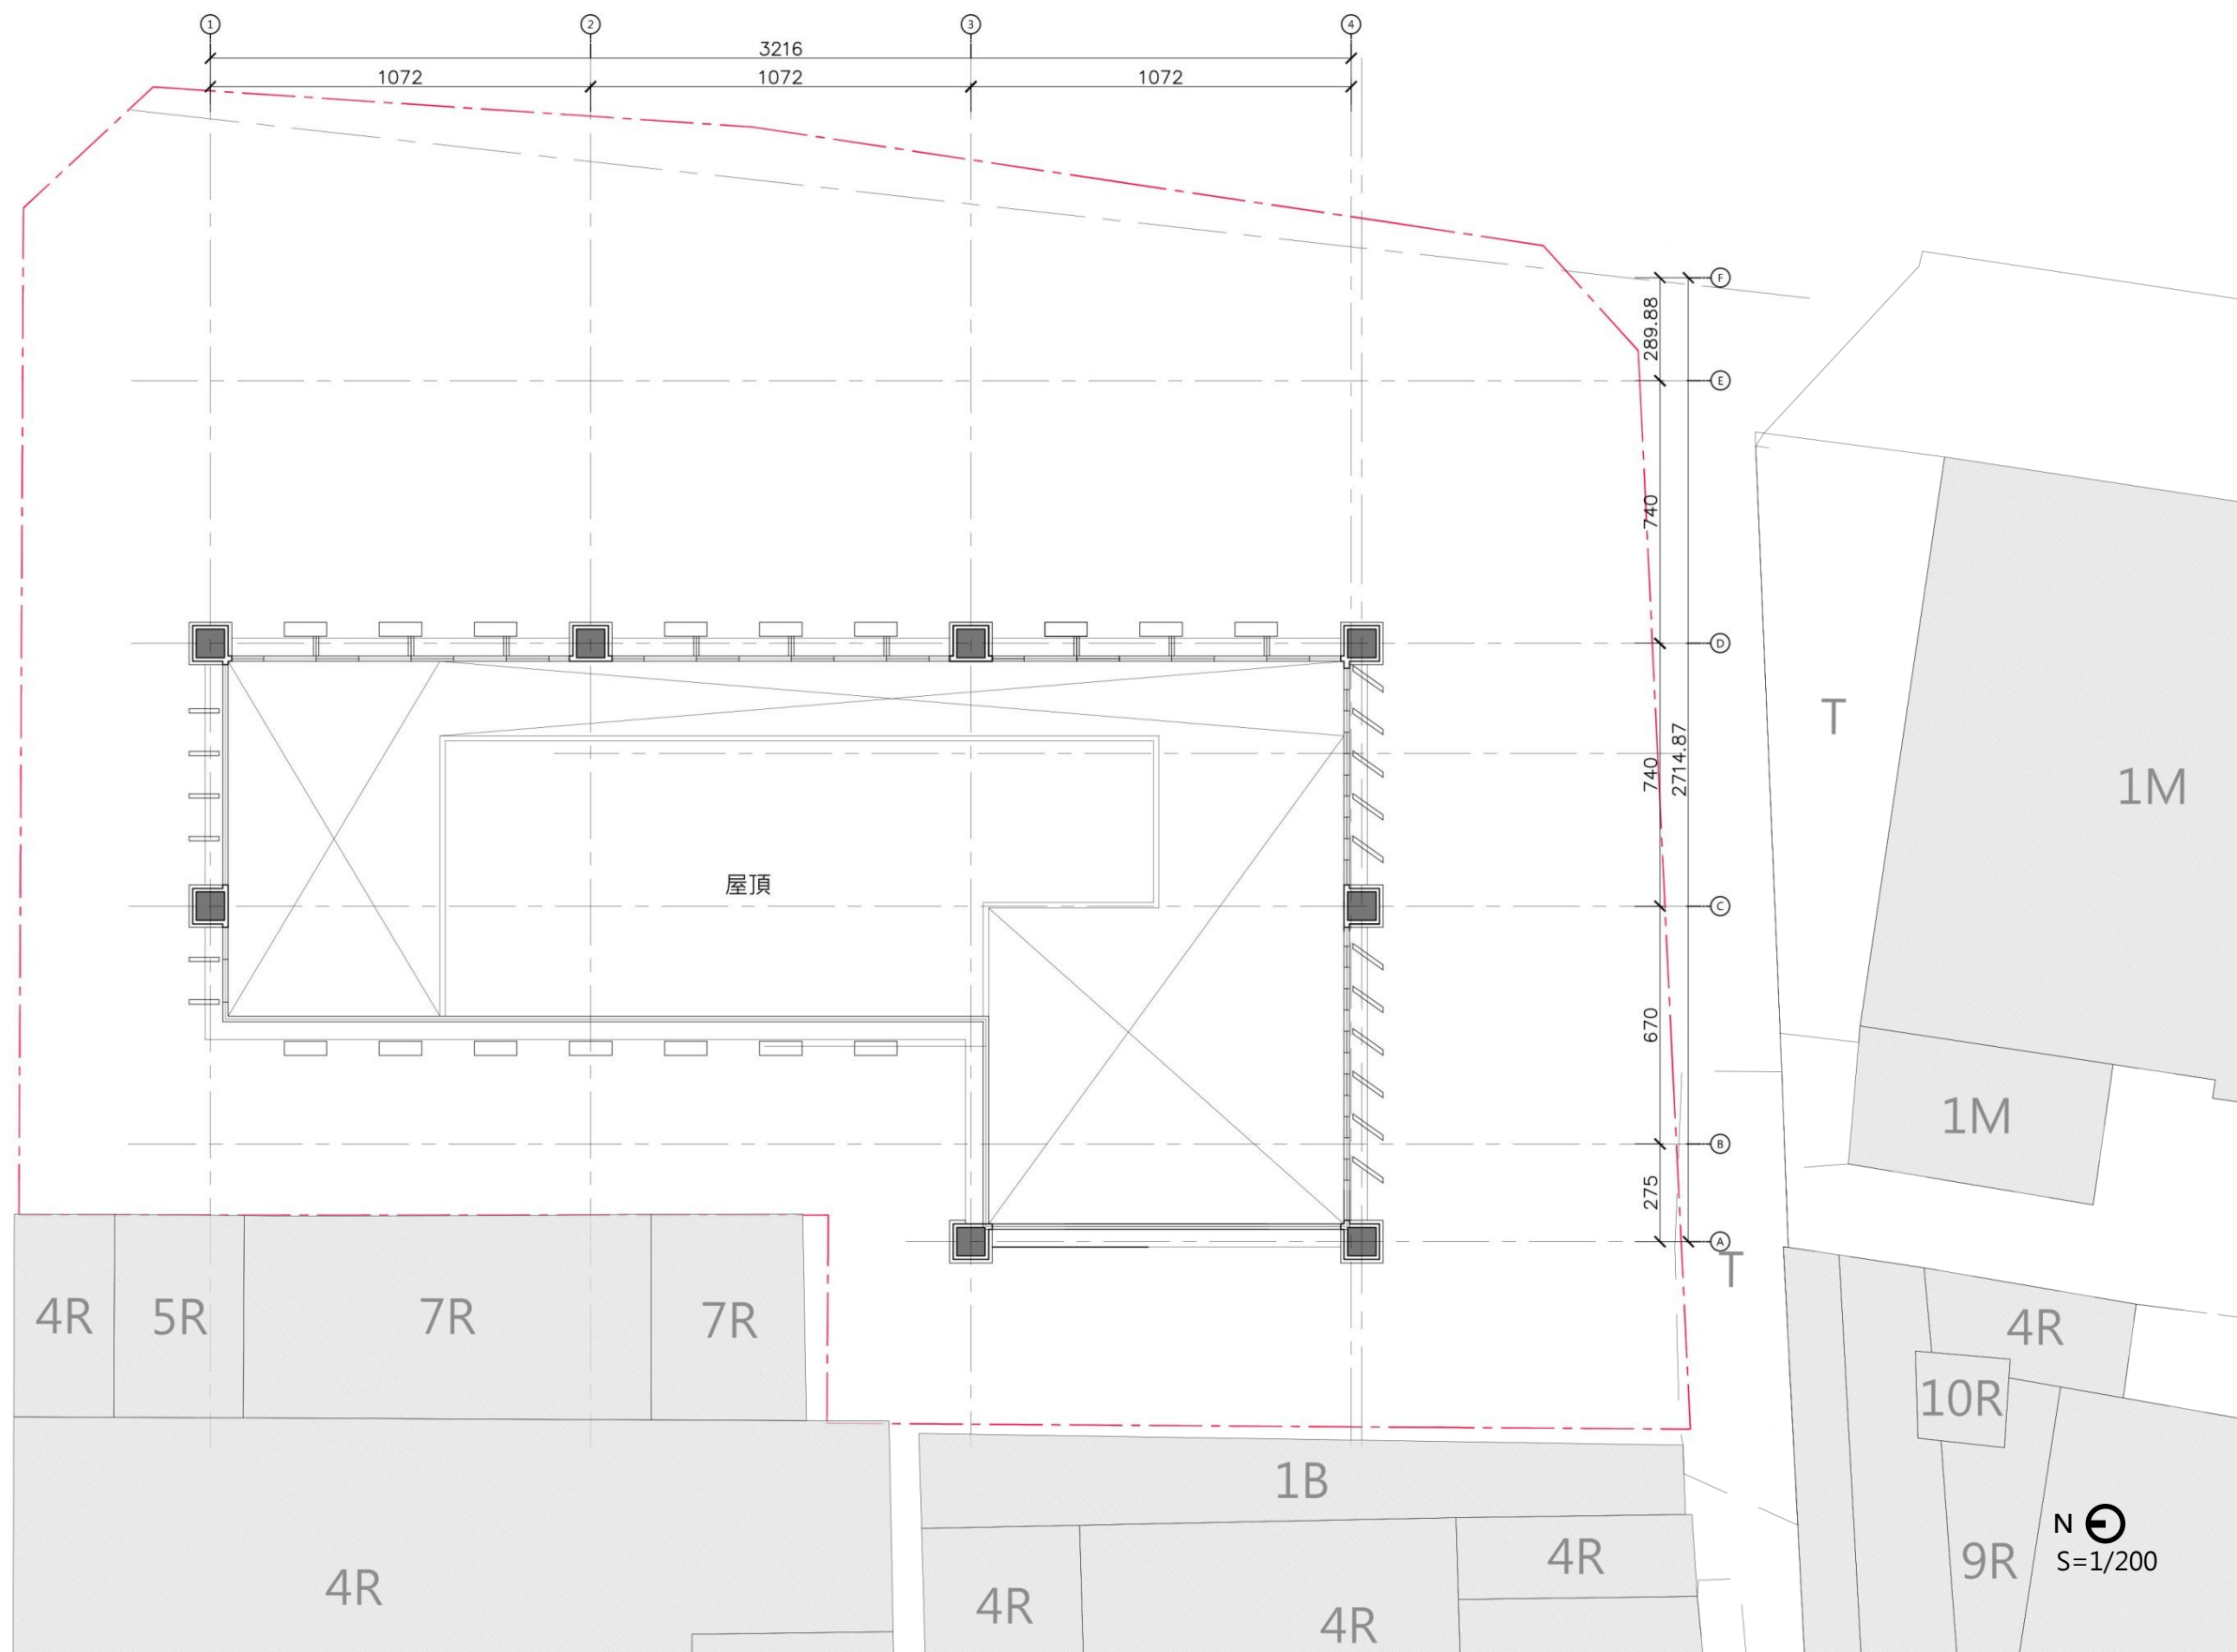 1 2 3 4
3216
1072 1072 1072
F
289.88
E
740
D
T
2714.87
740
1M
屋頂
C
670
1M
B
275
A
T
4R 5R 7R 7R
4R
10R
1B
N
S=1/200
4R
9R
4R
4R
4R